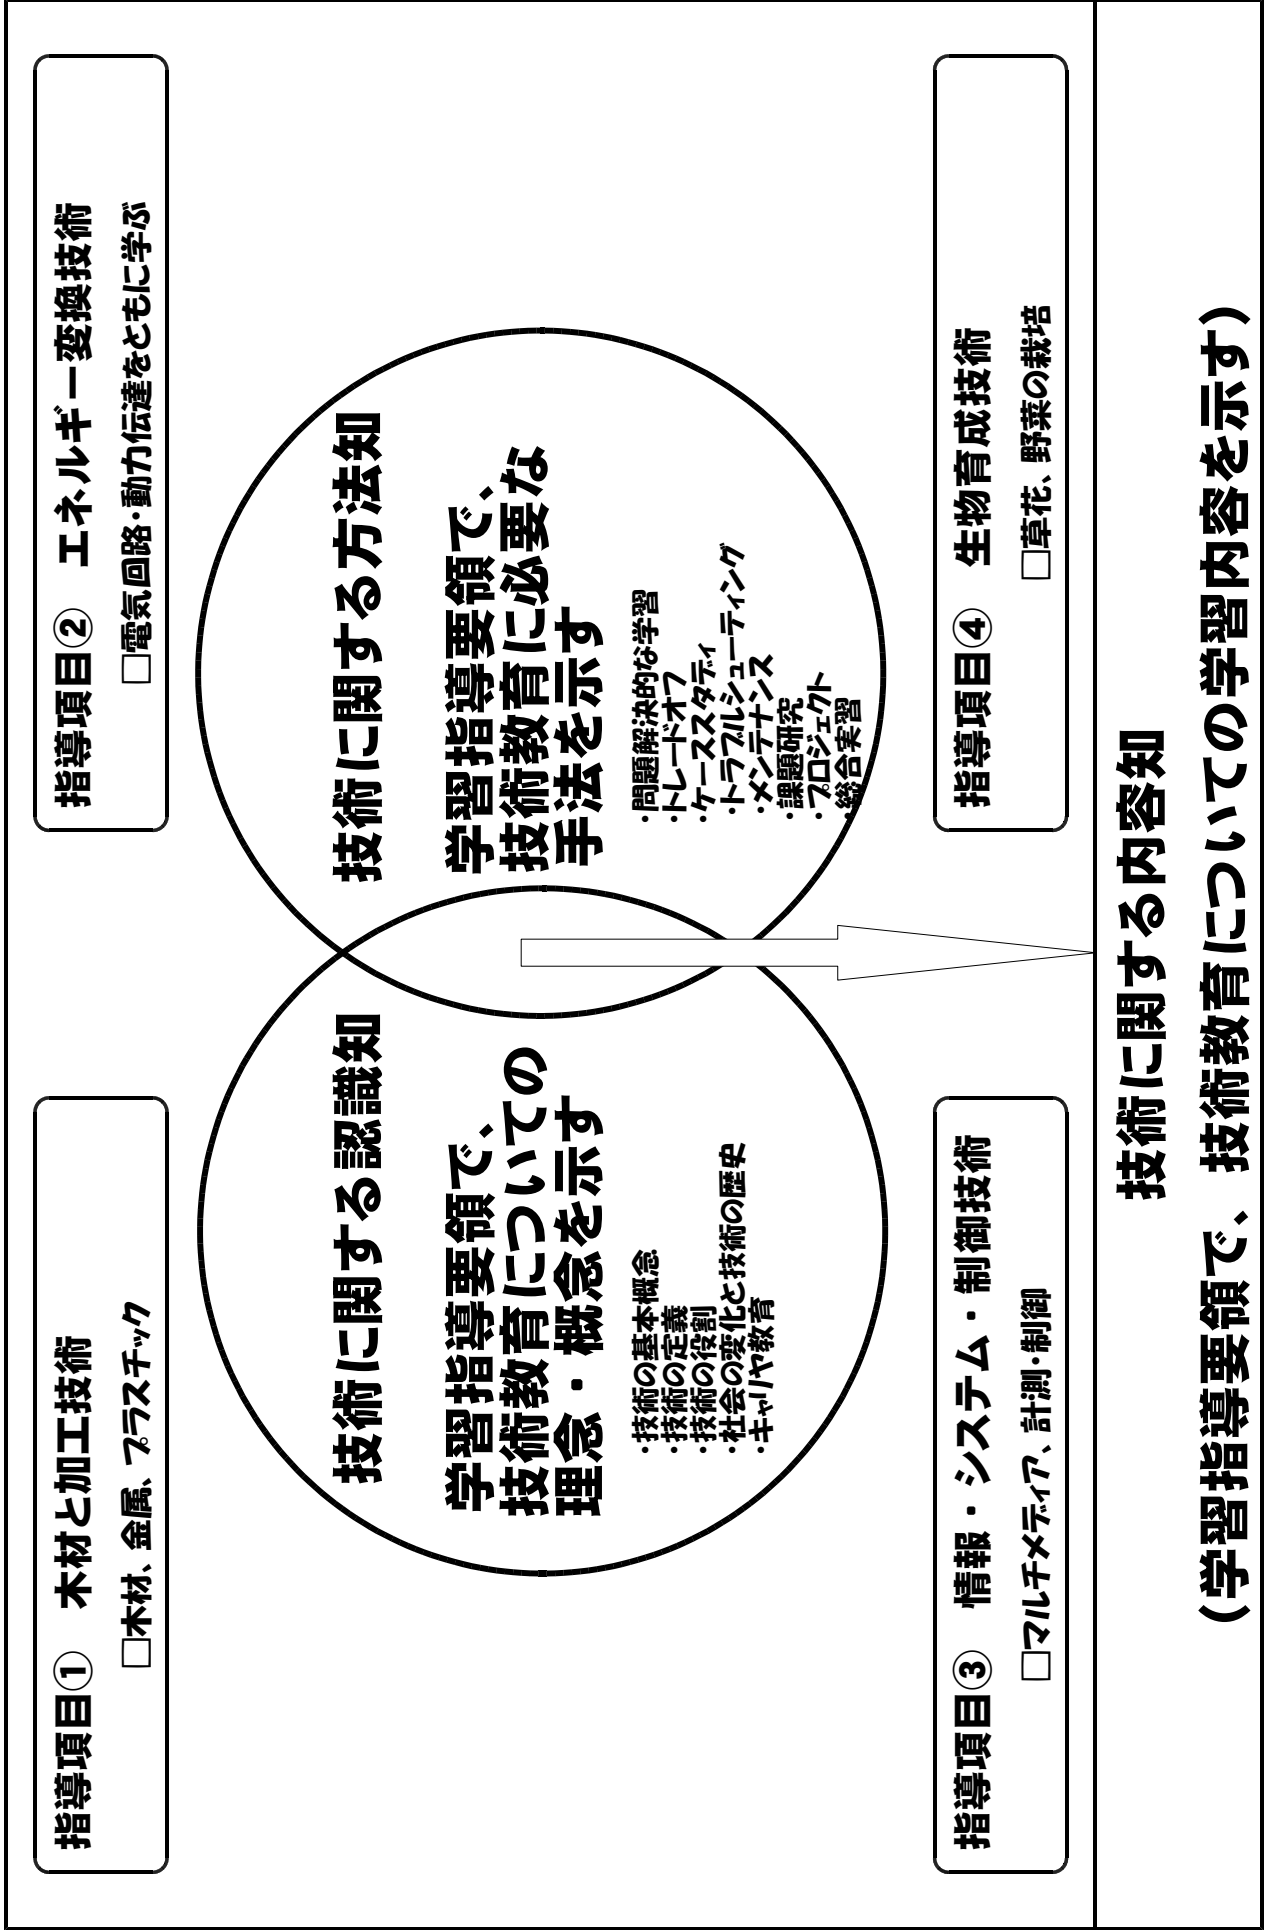 指導項目① 木材と加工技術
□木材、金属、プラスチック
指導項目② エネルギー変換技術
□電気回路・動力伝達をともに学ぶ
技術に関する認識知
学習指導要領で、
技術教育についての
理念・概念を示す
・技術の基本概念
・技術の定義
・技術の役割
・社会の変化と技術の歴史
・キャリヤ教育
技術に関する方法知
学習指導要領で、
技術教育に必要な
手法を示す
・問題解決的な学習
・トレードオフ
・ケーススタディ
・トラブルシューティング
・メンテナンス
・課題研究
・プロジェクト
・総合実習
指導項目③ 情報・システム・制御技術
□マルチメディア、計測・制御
指導項目④ 生物育成技術
□草花、野菜の栽培
技術に関する内容知
（学習指導要領で、技術教育についての学習内容を示す）